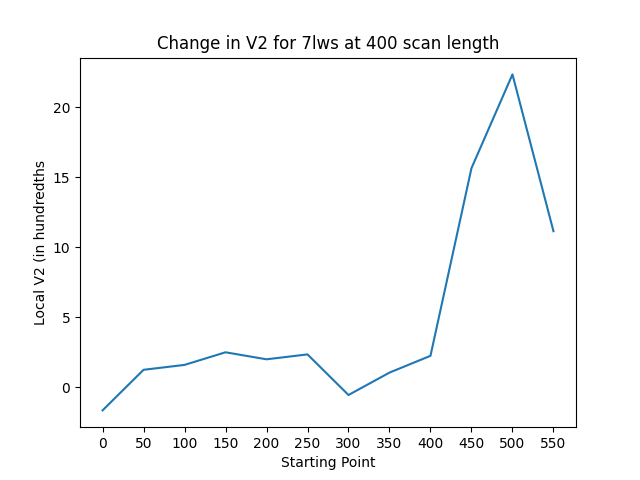 Change in V2 for 7lws at 400 scan length
Local V2 (in hundredths
20
15
10
5
0
0 50 100 150 200 250 300 350 400 450 500 550
Starting Point